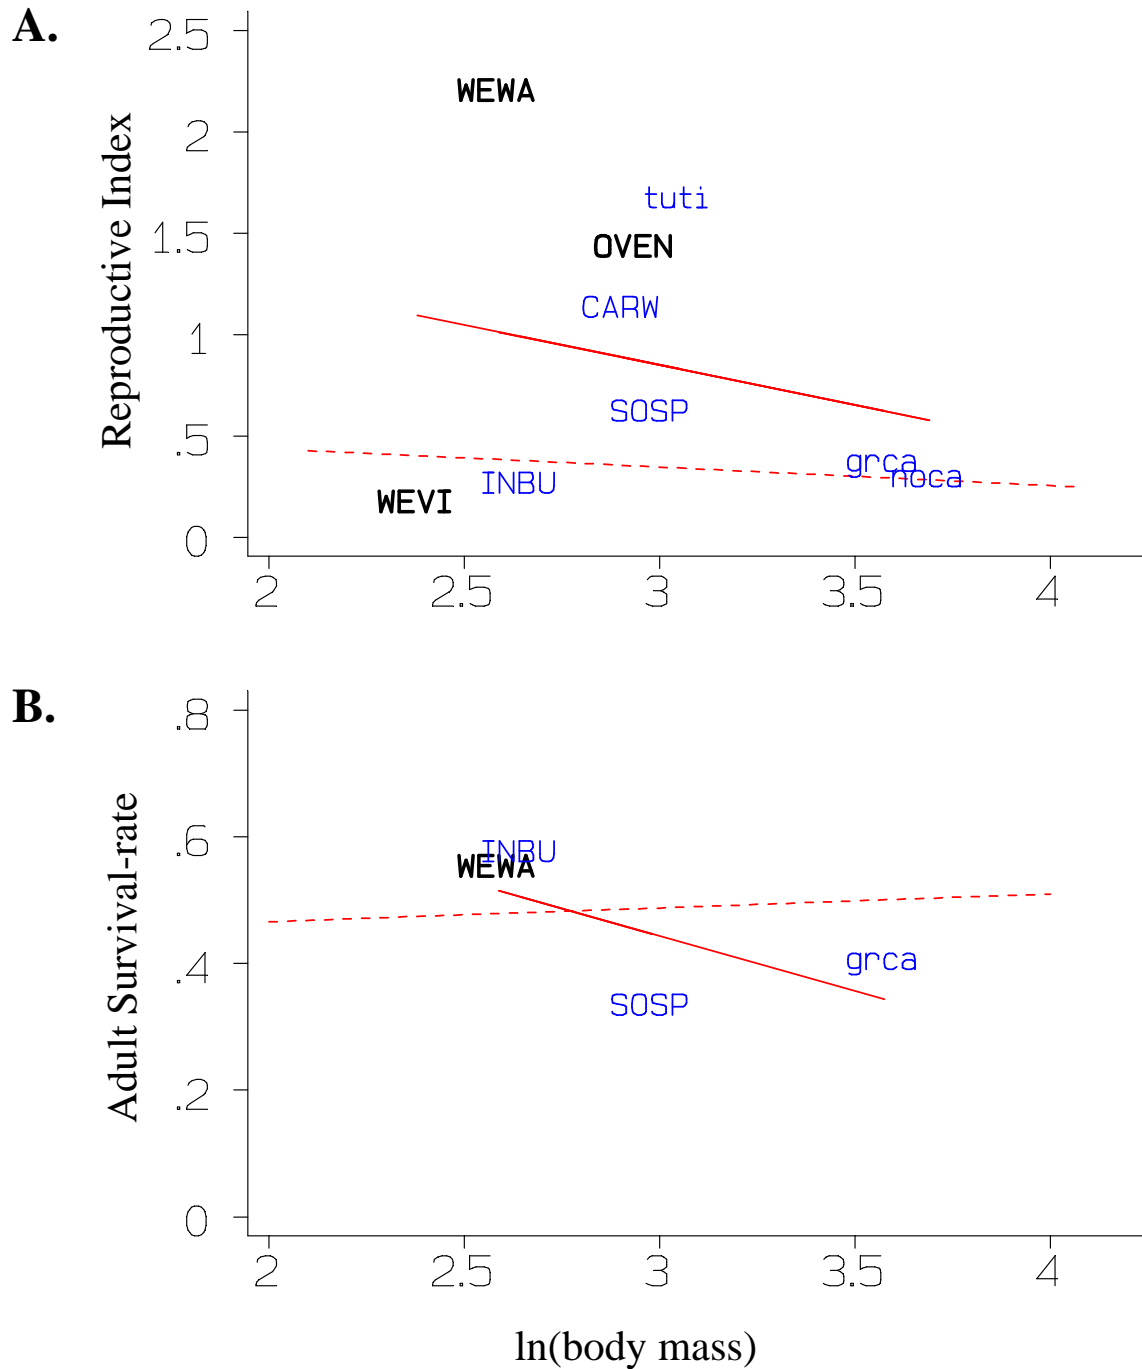 A.
2.5
2
1.5
1
.5
0
Reproductive Index
WEWA
tuti
OVEN
CARW
SOSP
grca
noca
INBU
WEVI
2 2.5 3 3.5 4
B.
.8
.6
.4
.2
0
Adult Survival-rate
INBU
WEWA
grca
SOSP
2 2.5 3 3.5 4
ln(body mass)